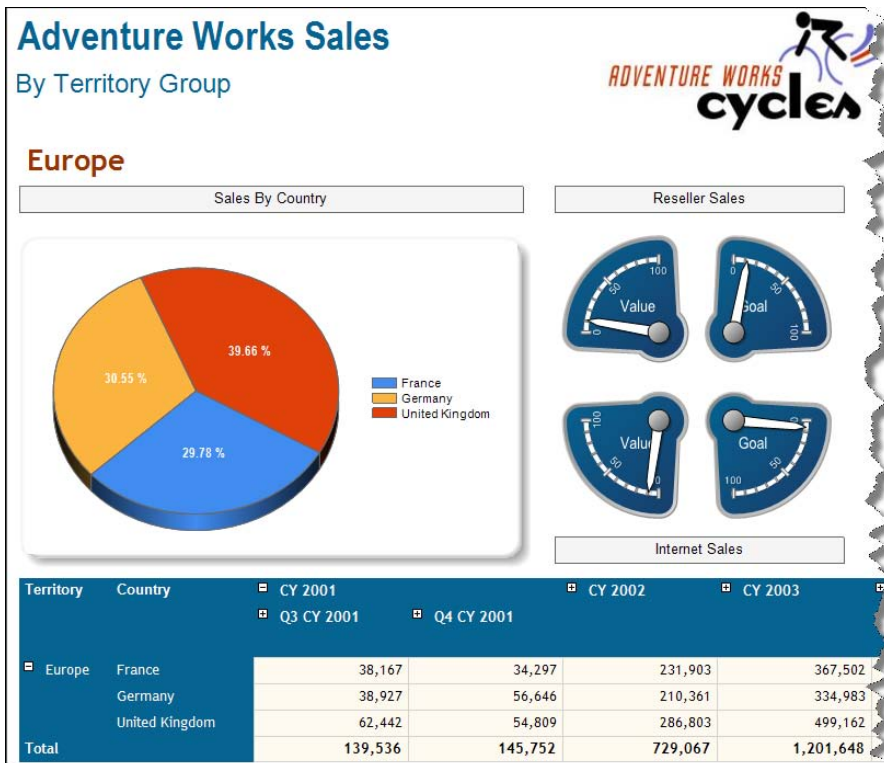 Adventure Works Sales
By Territory Group
ADVENTURE WORKS
cycles
Europe
Sales By Country
Reseller Sales
39.66 %
30.55 %
29.78 %
France
Germany
United Kingdom
0 50 100
Value
0 50 100
Goal
100 50 0
Value
0 50 100
Goal
Internet Sales
Territory Country CY 2001 CY 2002 CY 2003
Q3 CY 2001 Q4 CY 2001
Europe France 38,167 34,297 231,903 367,502
Germany 38,927 56,646 210,361 334,983
United Kingdom 62,442 54,809 286,803 499,162
Total 139,536 145,752 729,067 1,201,648